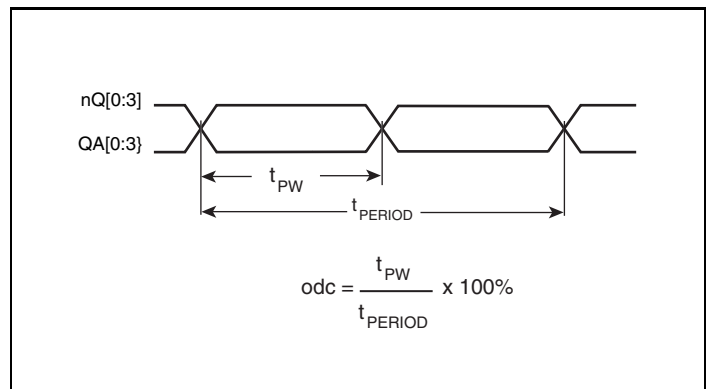 nQ[0:3]
QA[0:3}
tPW
tPERIOD
odc = tPW / tPERIOD x 100%